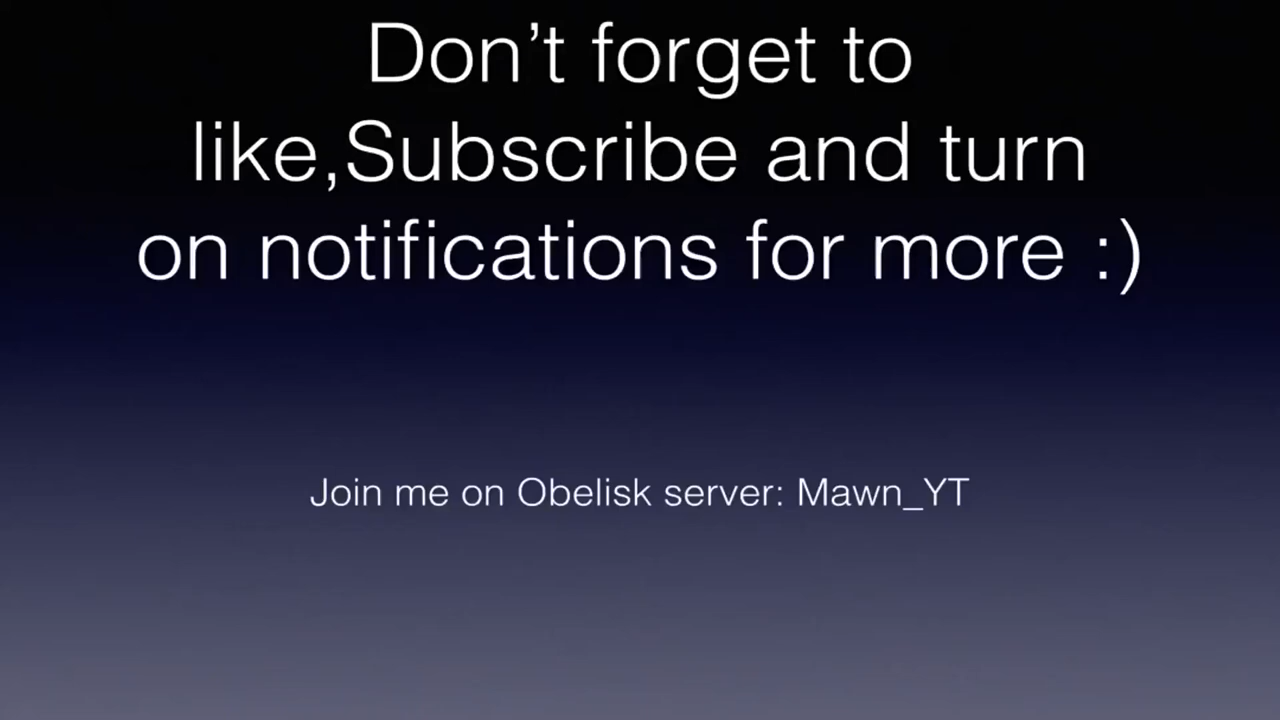 Don’t forget to
like,Subscribe and turn
on notifications for more :)
Join me on Obelisk server: Mawn_YT